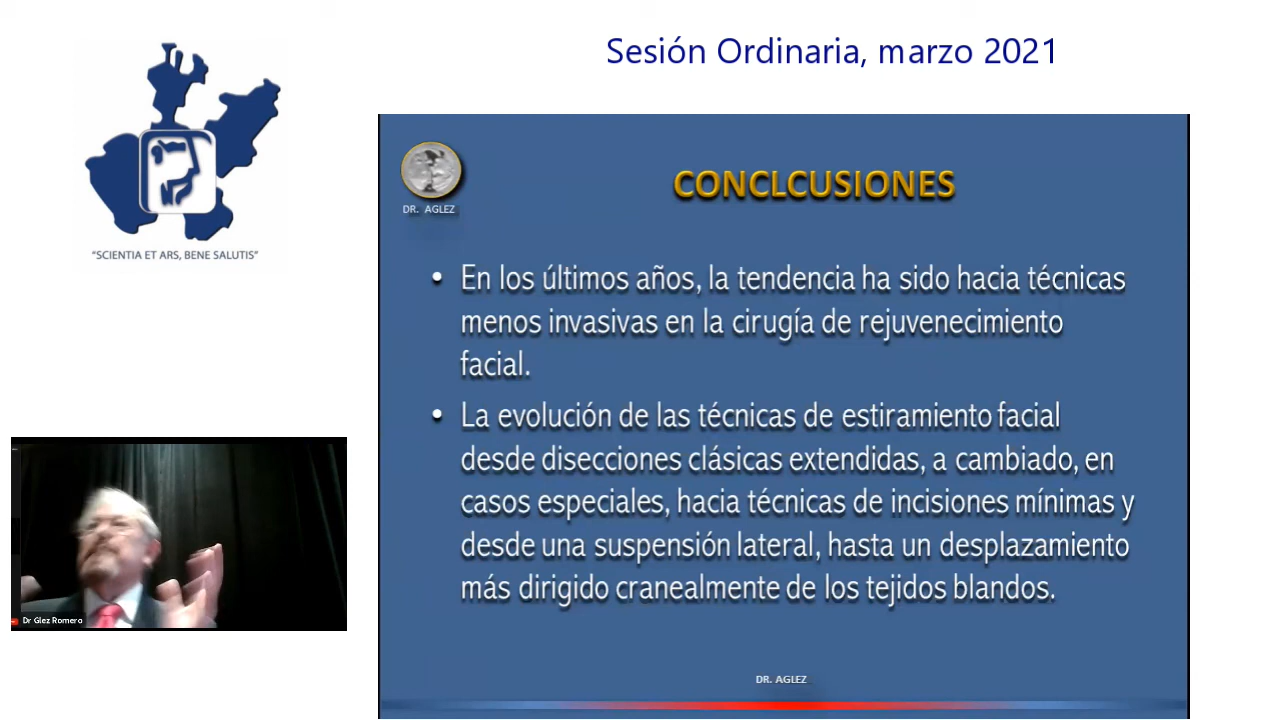 Sesión Ordinaria, marzo 2021
"SCIENTIA ET ARS, BENE SALUTIS"
DR. AGLEZ
CONCLCUSIONES
• En los últimos años, la tendencia ha sido hacia técnicas
menos invasivas en la cirugía de rejuvenecimiento
facial.
• La evolución de las técnicas de estiramiento facial
desde disecciones clásicas extendidas, a cambiado, en
casos especiales, hacia técnicas de incisiones mínimas y
desde una suspensión lateral, hasta un desplazamiento
más dirigido cranealmente de los tejidos blandos.
DR. AGLEZ
Dr Glez Romero